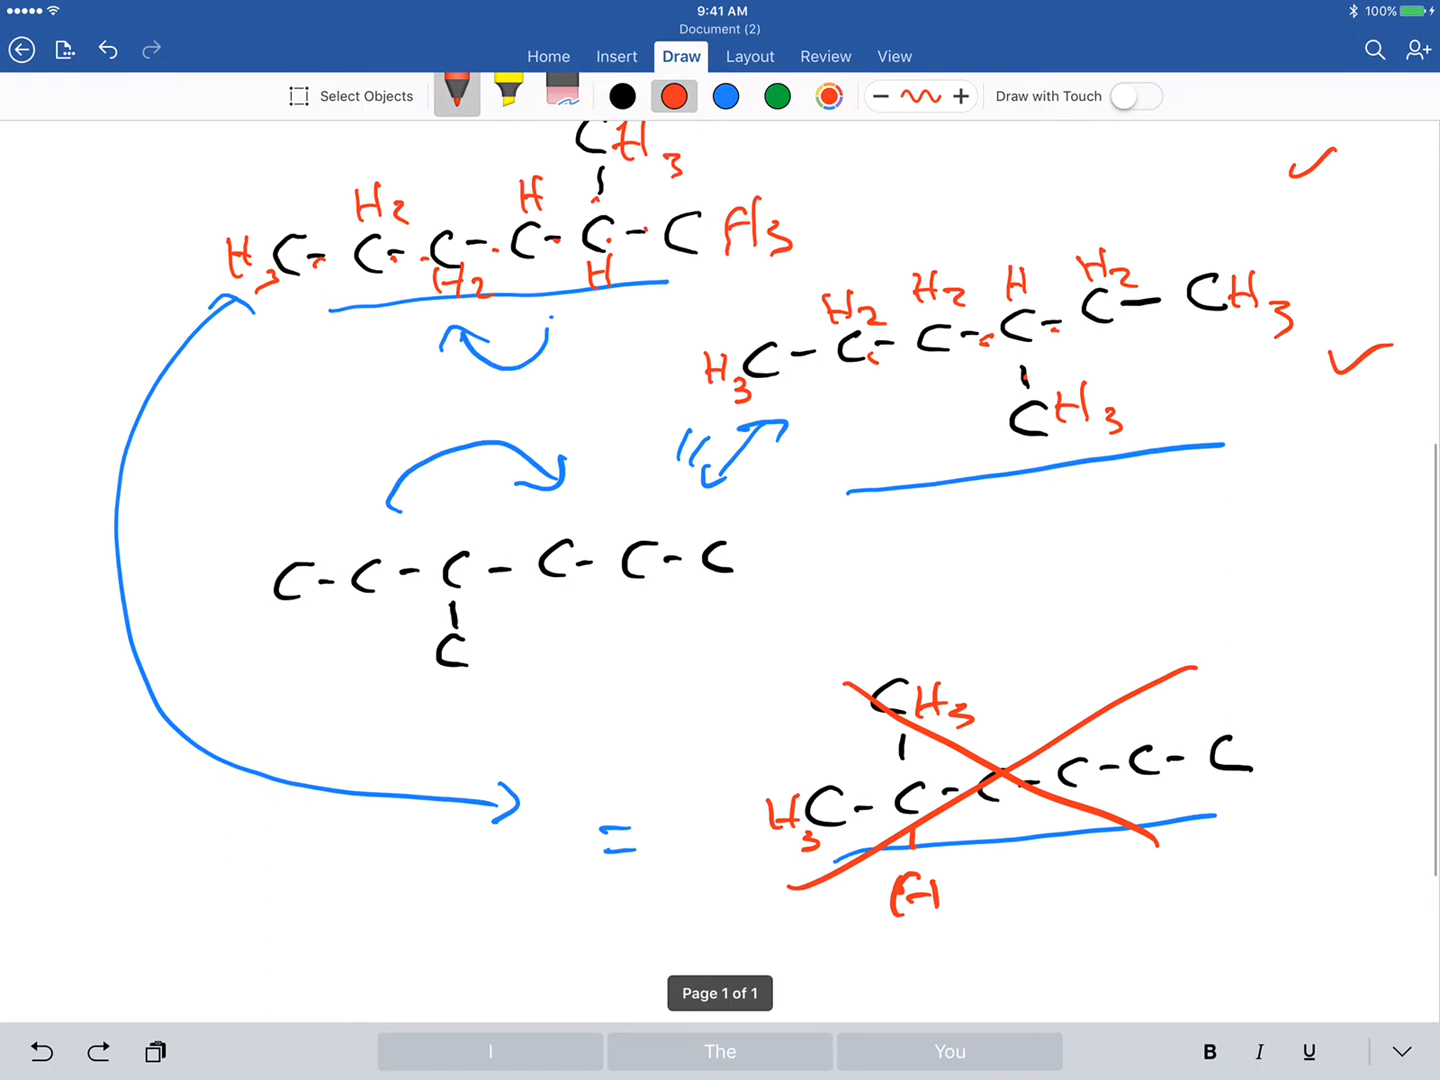 9:41 AM
100%
Document (2)
Home Insert Draw Layout Review View
Select Objects
Draw with Touch
CH3
H2 H
H3C - C - C - C - C - CH3
H2 H
H2 H2 H H2
H3C - C - C - C - C - CH3
CH3
C - C - C - C - C - C
C
CH3
=
H3C - C - C - C - C - C
Page 1 of 1
I The You
B I U